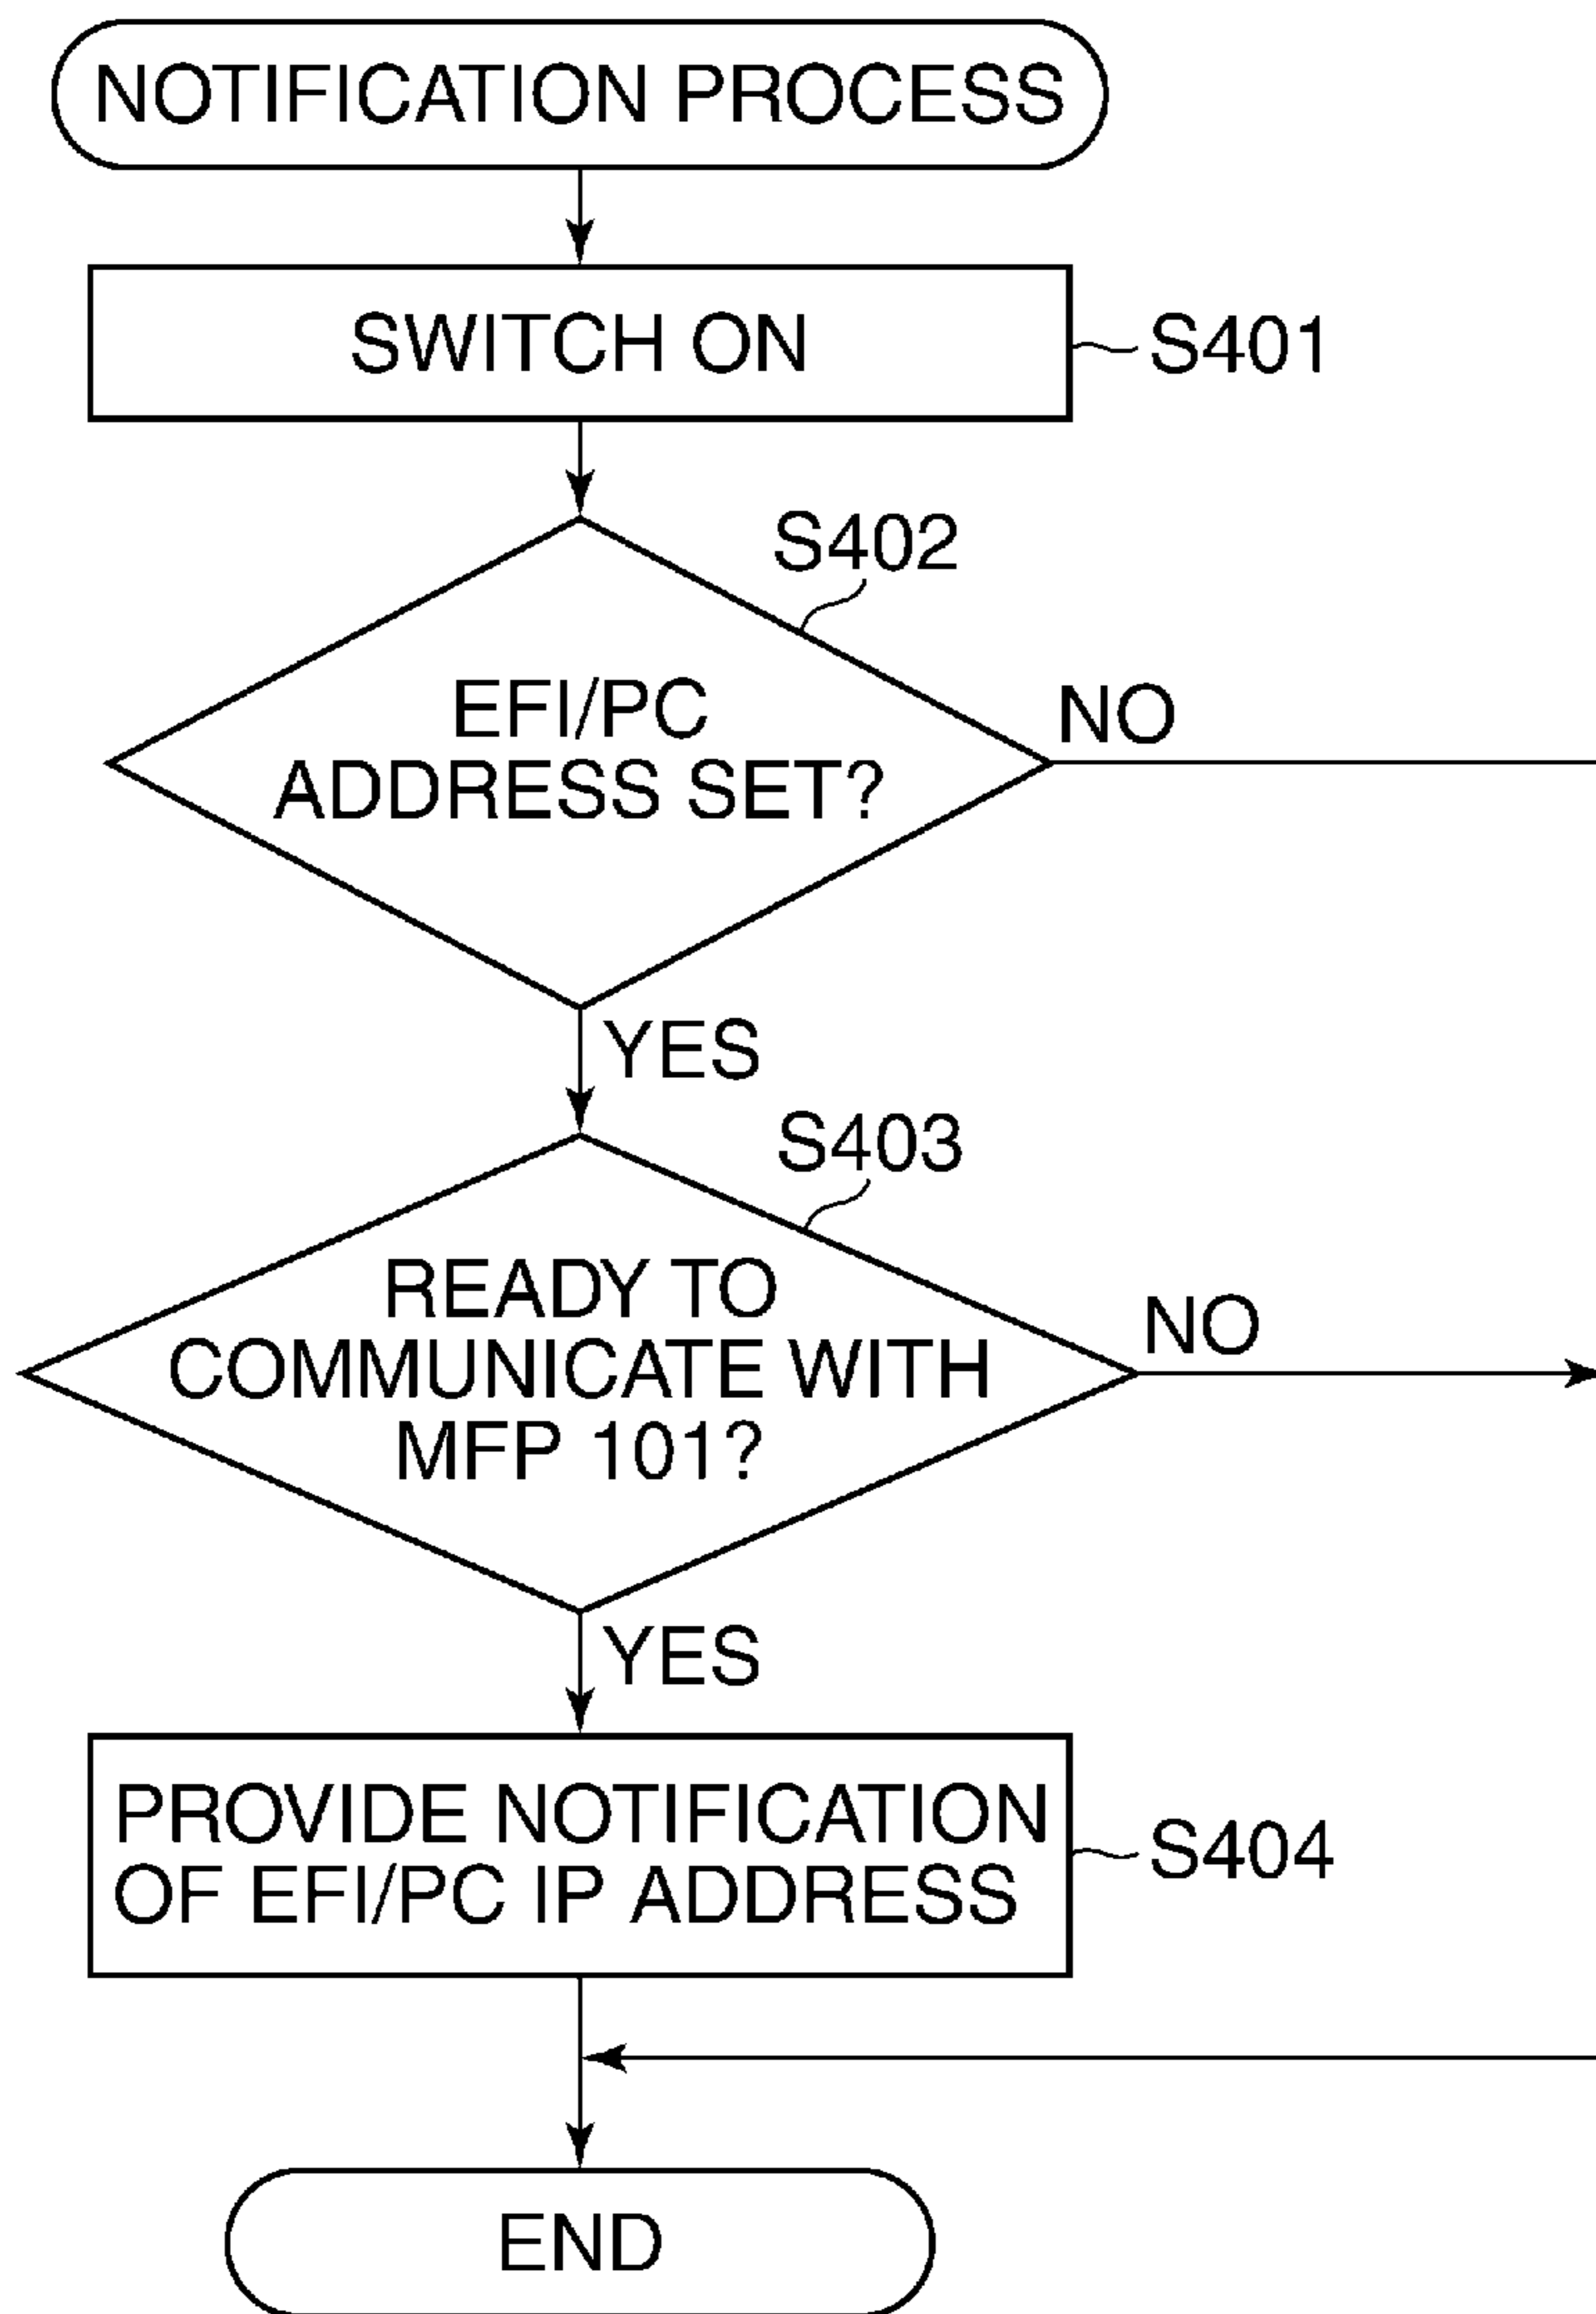 NOTIFICATION PROCESS
SWITCH ON
S401
S402
EFI/PC
ADDRESS SET?
NO
YES
S403
READY TO
COMMUNICATE WITH
MFP 101?
NO
YES
PROVIDE NOTIFICATION
OF EFI/PC IP ADDRESS
S404
END